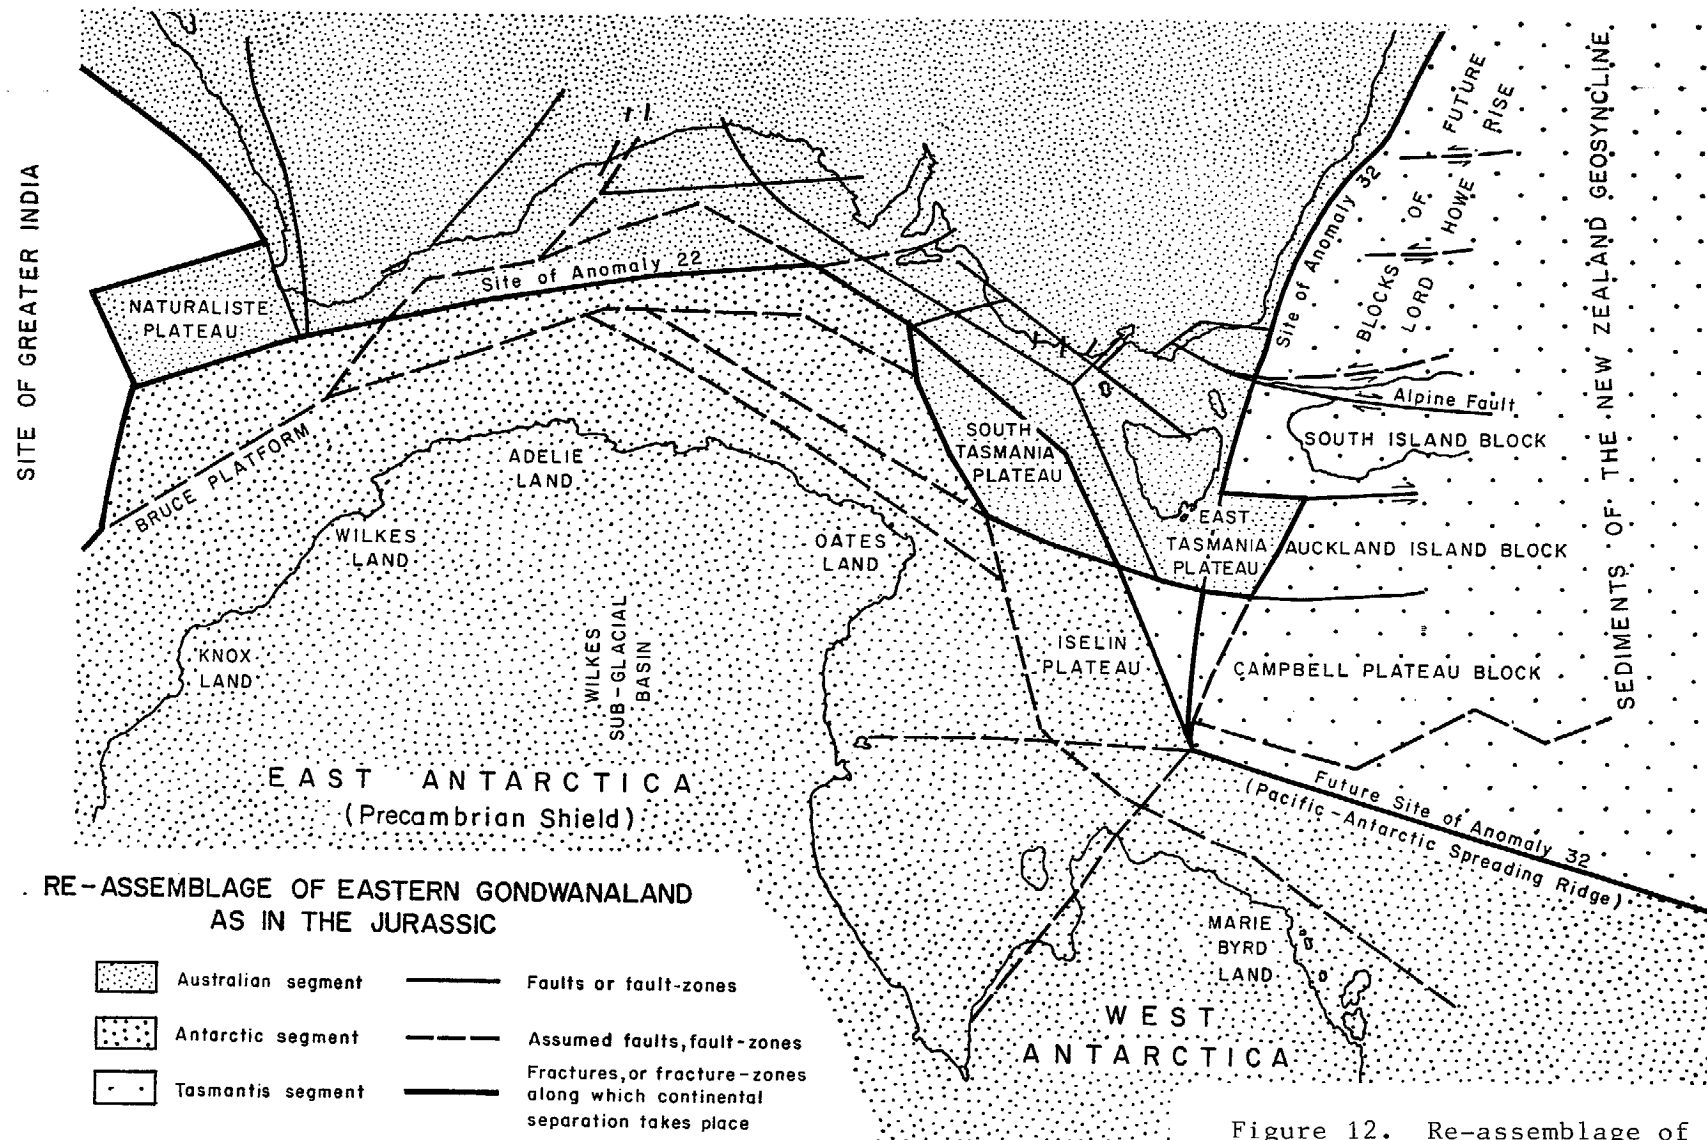 SITE OF GREATER INDIA
NATURALISTE
PLATEAU
Site of Anomaly 22
BRUCE PLATFORM
ADELIE
LAND
WILKES
LAND
KNOX
LAND
OATES
LAND
WILKES
SUB-GLACIAL
BASIN
EAST ANTARCTICA
(Precambrian Shield)
SOUTH
TASMANIA
PLATEAU
EAST
TASMANIA
PLATEAU
ISELIN
PLATEAU
Site of Anomaly 32
BLOCKS OF FUTURE
LORD HOWE RISE
Alpine Fault
SOUTH ISLAND BLOCK
AUCKLAND ISLAND BLOCK
CAMPBELL PLATEAU BLOCK
SEDIMENTS OF THE NEW ZEALAND GEOSYNCLINE
Future Site of Anomaly 32
(Pacific-Antarctic Spreading Ridge)
MARIE
BYRD
LAND
WEST
ANTARCTICA
RE-ASSEMBLAGE OF EASTERN GONDWANALAND
AS IN THE JURASSIC
Australian segment
Antarctic segment
Tasmantis segment
Faults or fault-zones
Assumed faults, fault-zones
Fractures, or fracture-zones
along which continental
separation takes place
Figure 12. Re-assemblage of